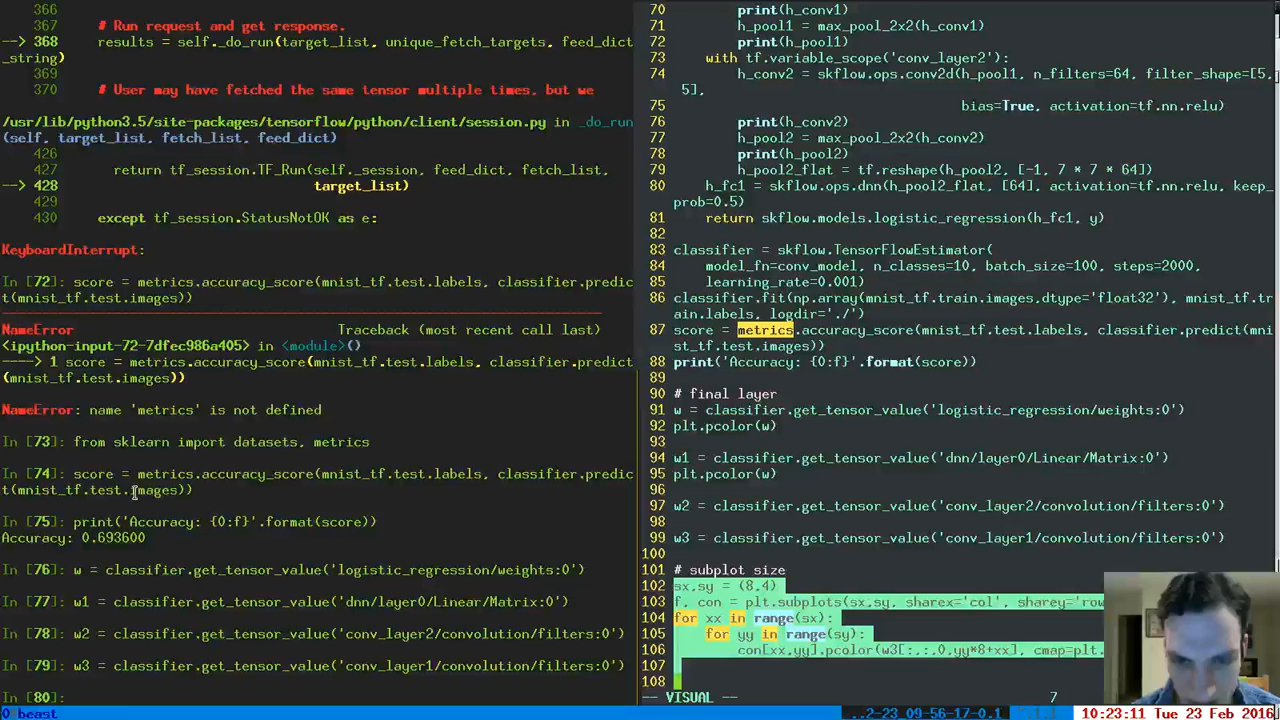 366
367     # Run request and get response.
--> 368     results = self._do_run(target_list, unique_fetch_targets, feed_dict
_string)
369
370     # User may have fetched the same tensor multiple times, but we
/usr/lib/python3.5/site-packages/tensorflow/python/client/session.py in _do_run
(self, target_list, fetch_list, feed_dict)
426
427       return tf_session.TF_Run(self._session, feed_dict, fetch_list,
--> 428                                target_list)
429
430     except tf_session.StatusNotOK as e:
KeyboardInterrupt:
In [72]: score = metrics.accuracy_score(mnist_tf.test.labels, classifier.predic
t(mnist_tf.test.images))
NameError                        Traceback (most recent call last)
<ipython-input-72-7dfec986a405> in <module>()
----> 1 score = metrics.accuracy_score(mnist_tf.test.labels, classifier.predict
(mnist_tf.test.images))
NameError: name 'metrics' is not defined
In [73]: from sklearn import datasets, metrics
In [74]: score = metrics.accuracy_score(mnist_tf.test.labels, classifier.predic
t(mnist_tf.test.images))
In [75]: print('Accuracy: {0:f}'.format(score))
Accuracy: 0.693600
In [76]: w = classifier.get_tensor_value('logistic_regression/weights:0')
In [77]: w1 = classifier.get_tensor_value('dnn/layer0/Linear/Matrix:0')
In [78]: w2 = classifier.get_tensor_value('conv_layer2/convolution/filters:0')
In [79]: w3 = classifier.get_tensor_value('conv_layer1/convolution/filters:0')
In [80]:
70         print(h_conv1)
71         h_pool1 = max_pool_2x2(h_conv1)
72         print(h_pool1)
73     with tf.variable_scope('conv_layer2'):
74         h_conv2 = skflow.ops.conv2d(h_pool1, n_filters=64, filter_shape=[5,
5],
75                                     bias=True, activation=tf.nn.relu)
76         print(h_conv2)
77         h_pool2 = max_pool_2x2(h_conv2)
78         print(h_pool2)
79         h_pool2_flat = tf.reshape(h_pool2, [-1, 7 * 7 * 64])
80     h_fc1 = skflow.ops.dnn(h_pool2_flat, [64], activation=tf.nn.relu, keep_
prob=0.5)
81     return skflow.models.logistic_regression(h_fc1, y)
82
83 classifier = skflow.TensorFlowEstimator(
84     model_fn=conv_model, n_classes=10, batch_size=100, steps=2000,
85     learning_rate=0.001)
86 classifier.fit(np.array(mnist_tf.train.images,dtype='float32'), mnist_tf.tr
ain.labels, logdir='./')
87 score = metrics.accuracy_score(mnist_tf.test.labels, classifier.predict(mni
st_tf.test.images))
88 print('Accuracy: {0:f}'.format(score))
89
90 # final layer
91 w = classifier.get_tensor_value('logistic_regression/weights:0')
92 plt.pcolor(w)
93
94 w1 = classifier.get_tensor_value('dnn/layer0/Linear/Matrix:0')
95 plt.pcolor(w)
96
97 w2 = classifier.get_tensor_value('conv_layer2/convolution/filters:0')
98
99 w3 = classifier.get_tensor_value('conv_layer1/convolution/filters:0')
100
101 # subplot size
102 sx,sy = (8,4)
103 f, con = plt.subplots(sx,sy, sharex='col', sharey='row
104 for xx in range(sx):
105     for yy in range(sy):
106         con[xx,yy].pcolor(w3[:,:,0,yy*8+xx], cmap=plt.
107
108
-- VISUAL --                                   7
0 beast
..2-23_09-56-17-0.1 1.1 10:23:11 Tue 23 Feb 2016